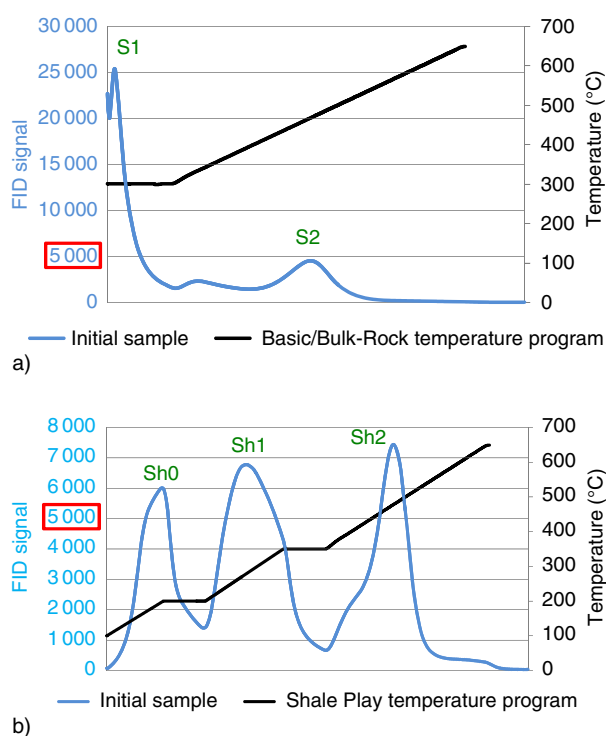 30 000
25 000
20 000
15 000
10 000
5 000
0
FID signal
S1
S2
700
600
500
400
300
200
100
0
Temperature (°C)
Initial sample
Basic/Bulk-Rock temperature program
a)
8 000
7 000
6 000
5 000
4 000
3 000
2 000
1 000
0
FID signal
Sh0
Sh1
Sh2
700
600
500
400
300
200
100
0
Temperature (°C)
Initial sample
Shale Play temperature program
b)